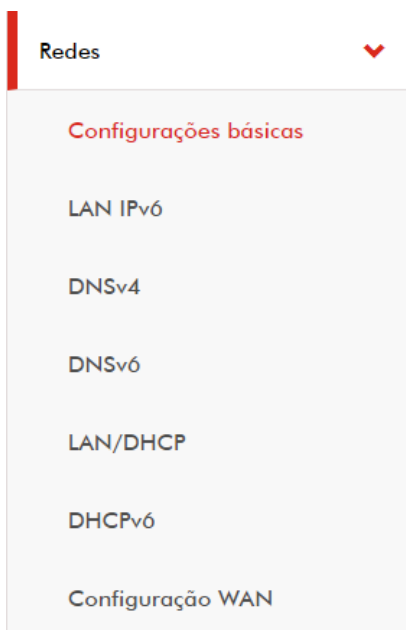 Redes
Configurações básicas
LAN IPv6
DNSv4
DNSv6
LAN/DHCP
DHCPv6
Configuração WAN